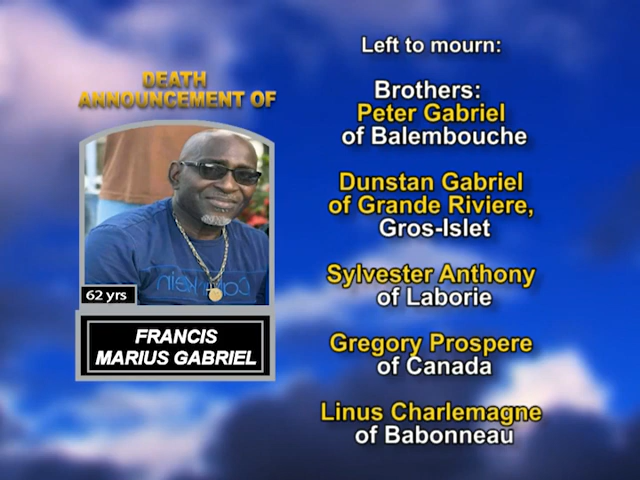 DEATH
ANNOUNCEMENT OF
62 yrs
FRANCIS
MARIUS GABRIEL
Left to mourn:
Brothers:
Peter Gabriel
of Balembouche
Dunstan Gabriel
of Grande Riviere,
Gros-Islet
Sylvester Anthony
of Laborie
Gregory Prospere
of Canada
Linus Charlemagne
of Babonneau